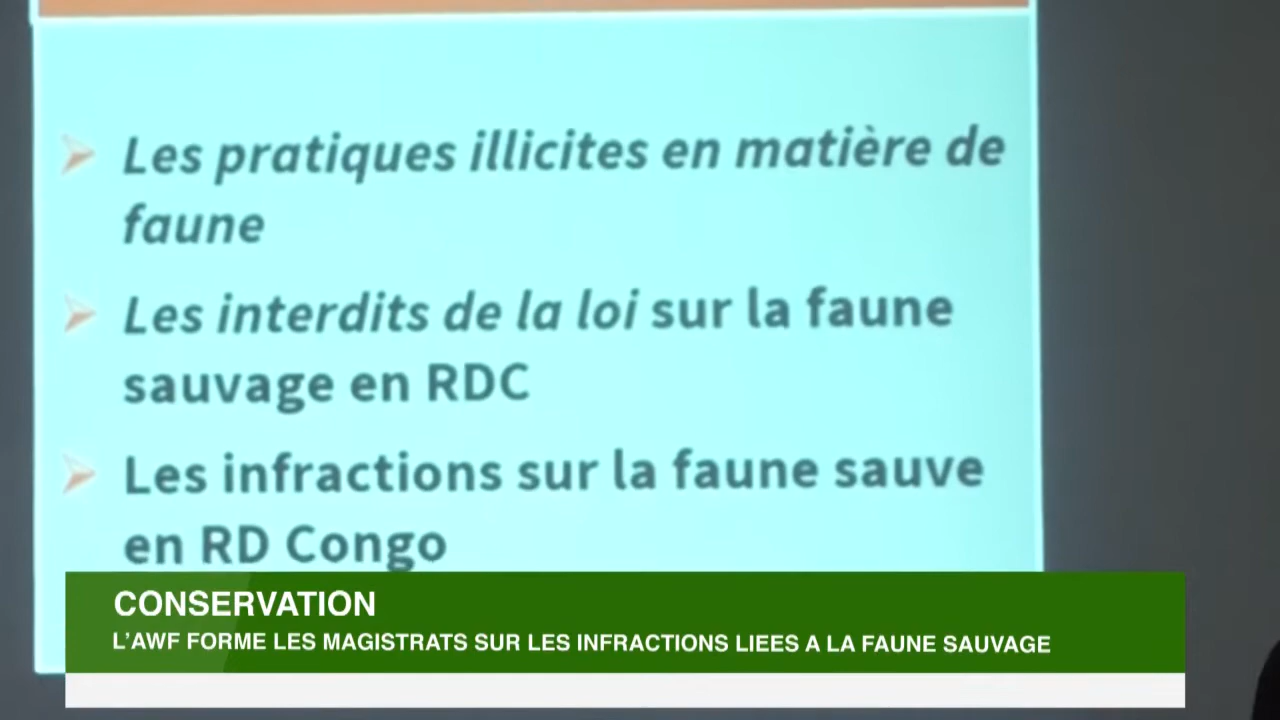 Les pratiques illicites en matière de
faune
Les interdits de la loi sur la faune
sauvage en RDC
Les infractions sur la faune sauve
en RD Congo
CONSERVATION
L'AWF FORME LES MAGISTRATS SUR LES INFRACTIONS LIEES A LA FAUNE SAUVAGE